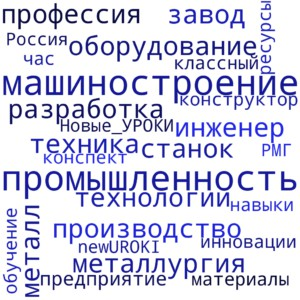 профессия завод
Россия оборудование ресурсы
час классный
машиностроение
разработка конструктор
Новые_УРОКИ инженер
техника станок РМГ
конспект
промышленность
технологии навыки
обучение металл производство
newUROKI инновации
металлургия
предприятие материалы